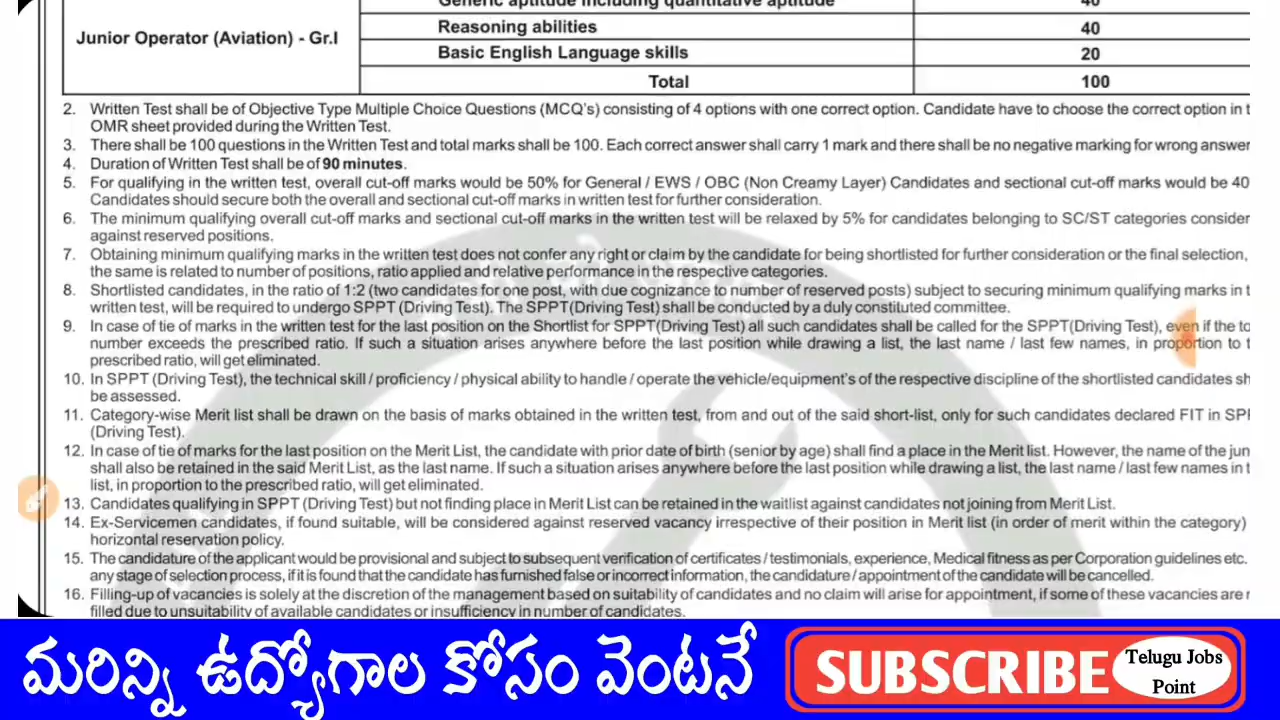 Generic aptitude including quantitative aptitude 40
Junior Operator (Aviation) - Gr.I
Reasoning abilities 40
Basic English Language skills 20
Total 100
2. Written Test shall be of Objective Type Multiple Choice Questions (MCQ's) consisting of 4 options with one correct option. Candidate have to choose the correct option in t
OMR sheet provided during the Written Test.
3. There shall be 100 questions in the Written Test and total marks shall be 100. Each correct answer shall carry 1 mark and there shall be no negative marking for wrong answer
4. Duration of Written Test shall be of 90 minutes.
5. For qualifying in the written test, overall cut-off marks would be 50% for General / EWS / OBC (Non Creamy Layer) Candidates and sectional cut-off marks would be 40
Candidates should secure both the overall and sectional cut-off marks in written test for further consideration.
6. The minimum qualifying overall cut-off marks and sectional cut-off marks in the written test will be relaxed by 5% for candidates belonging to SC/ST categories consider
against reserved positions.
7. Obtaining minimum qualifying marks in the written test does not confer any right or claim by the candidate for being shortlisted for further consideration or the final selection,
the same is related to number of positions, ratio applied and relative performance in the respective categories.
8. Shortlisted candidates, in the ratio of 1:2 (two candidates for one post, with due cognizance to number of reserved posts) subject to securing minimum qualifying marks in t
written test, will be required to undergo SPPT (Driving Test). The SPPT(Driving Test) shall be conducted by a duly constituted committee.
9. In case of tie of marks in the written test for the last position on the Shortlist for SPPT(Driving Test) all such candidates shall be called for the SPPT(Driving Test), even if the to
number exceeds the prescribed ratio. If such a situation arises anywhere before the last position while drawing a list, the last name / last few names, in proportion to t
prescribed ratio, will get eliminated.
10. In SPPT (Driving Test), the technical skill / proficiency / physical ability to handle / operate the vehicle/equipment's of the respective discipline of the shortlisted candidates sh
be assessed.
11. Category-wise Merit list shall be drawn on the basis of marks obtained in the written test, from and out of the said short-list, only for such candidates declared FIT in SPP
(Driving Test).
12. In case of tie of marks for the last position on the Merit List, the candidate with prior date of birth (senior by age) shall find a place in the Merit list. However, the name of the jun
shall also be retained in the said Merit List, as the last name. If such a situation arises anywhere before the last position while drawing a list, the last name / last few names in t
list, in proportion to the prescribed ratio, will get eliminated.
13. Candidates qualifying in SPPT (Driving Test) but not finding place in Merit List can be retained in the waitlist against candidates not joining from Merit List.
14. Ex-Servicemen candidates, if found suitable, will be considered against reserved vacancy irrespective of their position in Merit list (in order of merit within the category)
horizontal reservation policy.
15. The candidature of the applicant would be provisional and subject to subsequent verification of certificates / testimonials, experience, Medical fitness as per Corporation guidelines etc.
any stage of selection process, if it is found that the candidate has furnished false or incorrect information, the candidature / appointment of the candidate will be cancelled.
16. Filling-up of vacancies is solely at the discretion of the management based on suitability of candidates and no claim will arise for appointment, if some of these vacancies are n
filled due to unsuitability of available candidates or insufficiency in number of candidates.
మరిన్ని ఉద్యోగాల కోసం వెంటనే SUBSCRIBE Telugu Jobs
Point